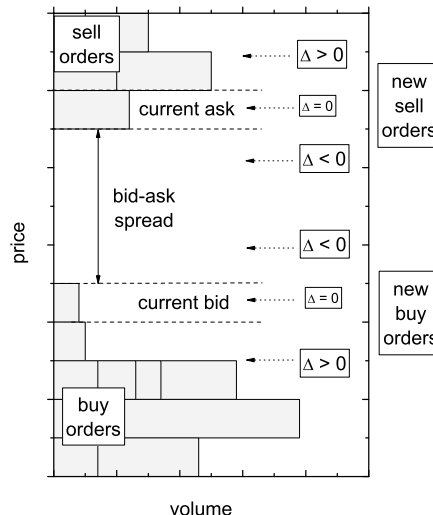 sell
orders
Δ > 0
current ask
Δ = 0
new
sell
orders
Δ < 0
bid-ask
spread
price
Δ < 0
current bid
Δ = 0
new
buy
orders
Δ > 0
buy
orders
volume